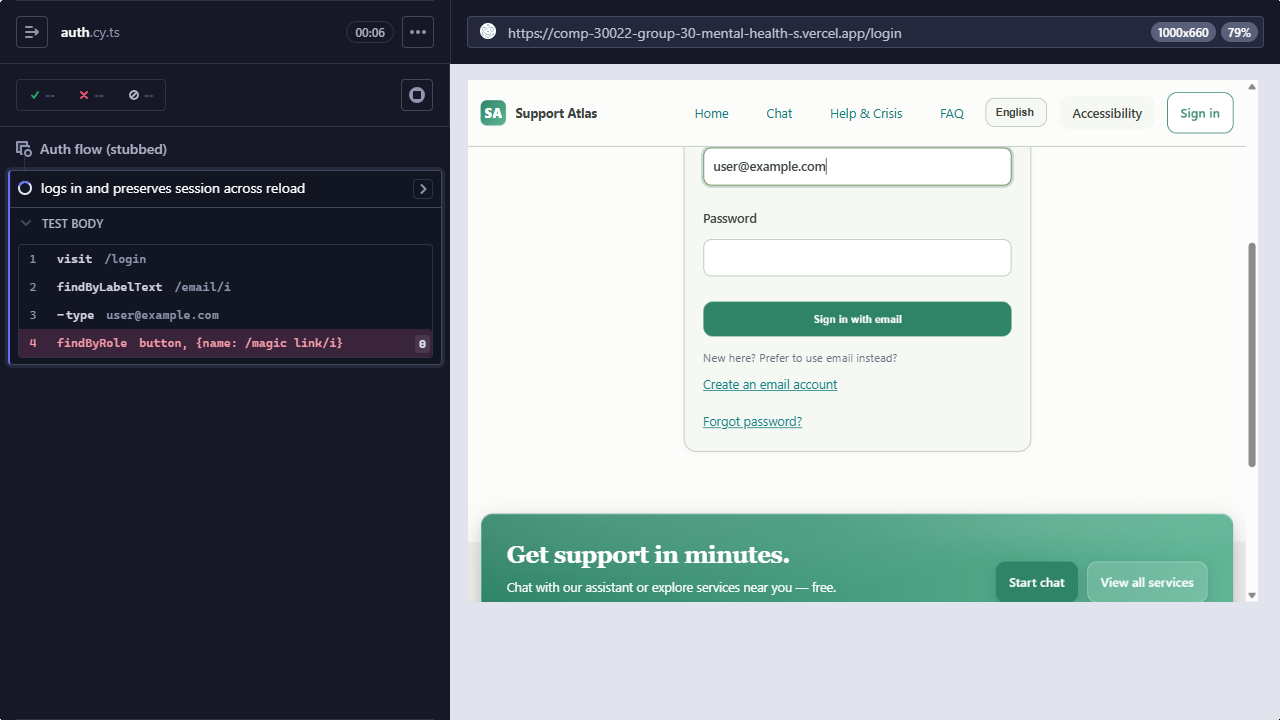 auth.cy.ts
00:06
--
--
--
Auth flow (stubbed)
logs in and preserves session across reload
TEST BODY
1 visit /login
2 findByLabelText /email/i
3 -type user@example.com
4 findByRole button, {name: /magic link/i} 0
https://comp-30022-group-30-mental-health-s.vercel.app/login
1000x660
79%
SA Support Atlas
Home
Chat
Help & Crisis
FAQ
English
Accessibility
Sign in
user@example.com
Password
Sign in with email
New here? Prefer to use email instead?
Create an email account
Forgot password?
Get support in minutes.
Chat with our assistant or explore services near you — free.
Start chat
View all services